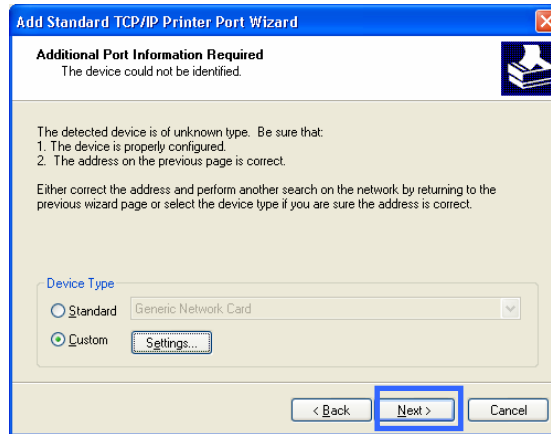 Add Standard TCP/IP Printer Port Wizard
Additional Port Information Required
The device could not be identified.
The detected device is of unknown type. Be sure that:
1. The device is properly configured.
2. The address on the previous page is correct.
Either correct the address and perform another search on the network by returning to the
previous wizard page or select the device type if you are sure the address is correct.
Device Type
Standard Generic Network Card
Custom Settings...
< Back Next > Cancel